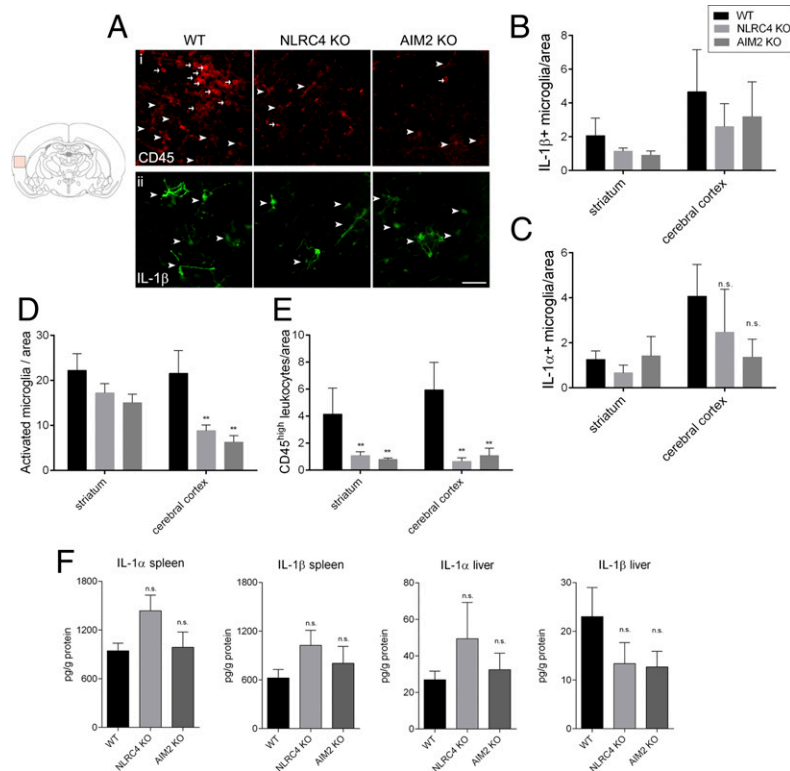 A
WT
NLRC4 KO
AIM2 KO
i
CD45
ii
IL-1β
B
WT
NLRC4 KO
AIM2 KO
IL-1β+ microglia/area
8
6
4
2
0
striatum
cerebral cortex
C
IL-1α+ microglia/area
6
4
2
0
n.s.
n.s.
striatum
cerebral cortex
D
Activated microglia / area
30
20
10
0
**
**
striatum
cerebral cortex
E
CD45high leukocytes/area
10
8
6
4
2
0
**
**
**
**
striatum
cerebral cortex
F
IL-1α spleen
pg/g protein
1800
1200
600
0
n.s.
n.s.
WT
NLRC4 KO
AIM2 KO
IL-1β spleen
pg/g protein
1800
1200
600
0
n.s.
n.s.
WT
NLRC4 KO
AIM2 KO
IL-1α liver
pg/g protein
80
60
40
20
0
n.s.
n.s.
WT
NLRC4 KO
AIM2 KO
IL-1β liver
pg/g protein
30
20
10
0
n.s.
n.s.
WT
NLRC4 KO
AIM2 KO